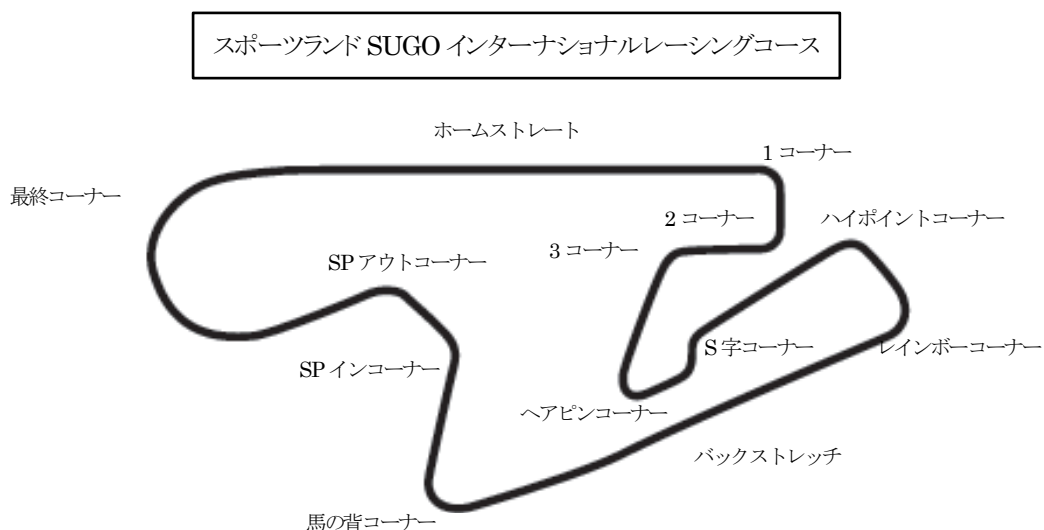 スポーツランド SUGO インターナショナルレーシングコース
ホームストレート
1 コーナー
最終コーナー
2 コーナー
ハイポイントコーナー
3 コーナー
SP アウトコーナー
S 字コーナー
レインボーコーナー
SP インコーナー
ヘアピンコーナー
バックストレッチ
馬の背コーナー